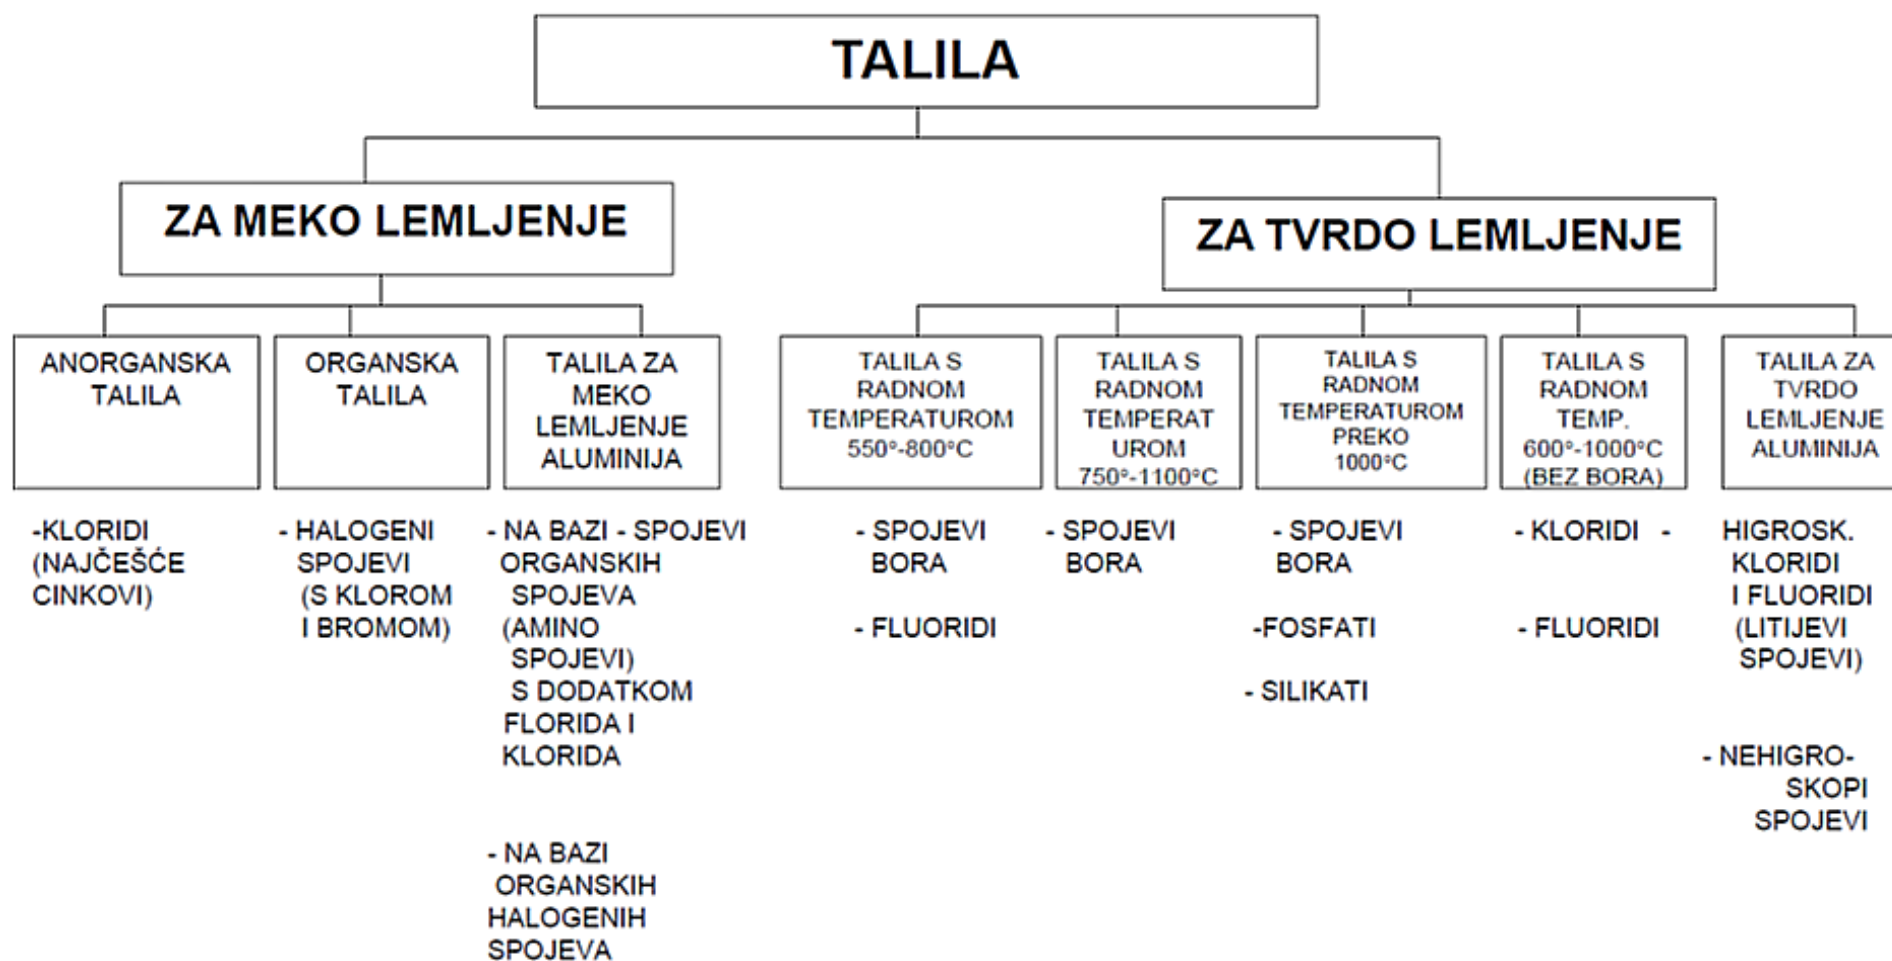 TALILA
ZA MEKO LEMLJENJE
ZA TVRDO LEMLJENJE
ANORGANSKA
TALILA
ORGANSKA
TALILA
TALILA ZA
MEKO
LEMLJENJE
ALUMINIJA
TALILA S
RADNOM
TEMPERATUROM
550°-800°C
TALILA S
RADNOM
TEMPERAT
UROM
750°-1100°C
TALILA S
RADNOM
TEMPERATUROM
PREKO
1000°C
TALILA S
RADNOM
TEMP.
600°-1000°C
(BEZ BORA)
TALILA ZA
TVRDO
LEMLJENJE
ALUMINIJA
-KLORIDI
(NAJČEŠĆE
CINKOVI)
- HALOGENI
SPOJEVI
(S KLOROM
I BROMOM)
- NA BAZI - SPOJEVI
ORGANSKIH
SPOJEVA
(AMINO
SPOJEVI)
S DODATKOM
FLORIDA I
KLORIDA
- NA BAZI
ORGANSKIH
HALOGENIH
SPOJEVA
- SPOJEVI
BORA
- FLUORIDI
- SPOJEVI
BORA
- SPOJEVI
BORA
-FOSFATI
- SILIKATI
- KLORIDI -
- FLUORIDI
HIGROSK.
KLORIDI
I FLUORIDI
(LITIJEVI
SPOJEVI)
- NEHIGRO-
SKOPI
SPOJEVI